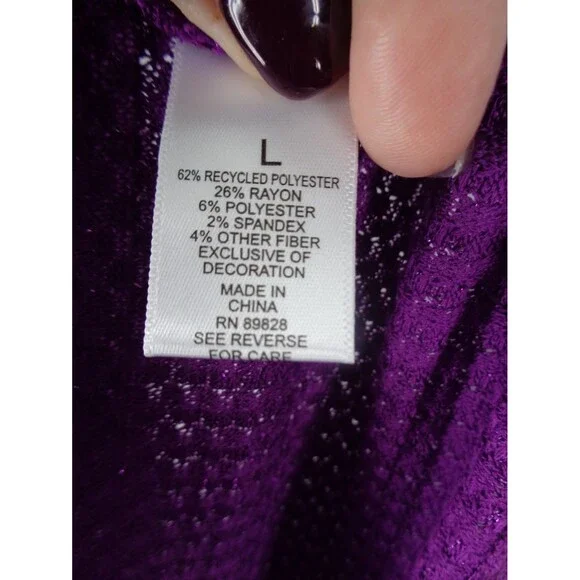 L
62% RECYCLED POLYESTER
26% RAYON
6% POLYESTER
2% SPANDEX
4% OTHER FIBER
EXCLUSIVE OF
DECORATION
MADE IN
CHINA
RN 89828
SEE REVERSE
FOR CARE